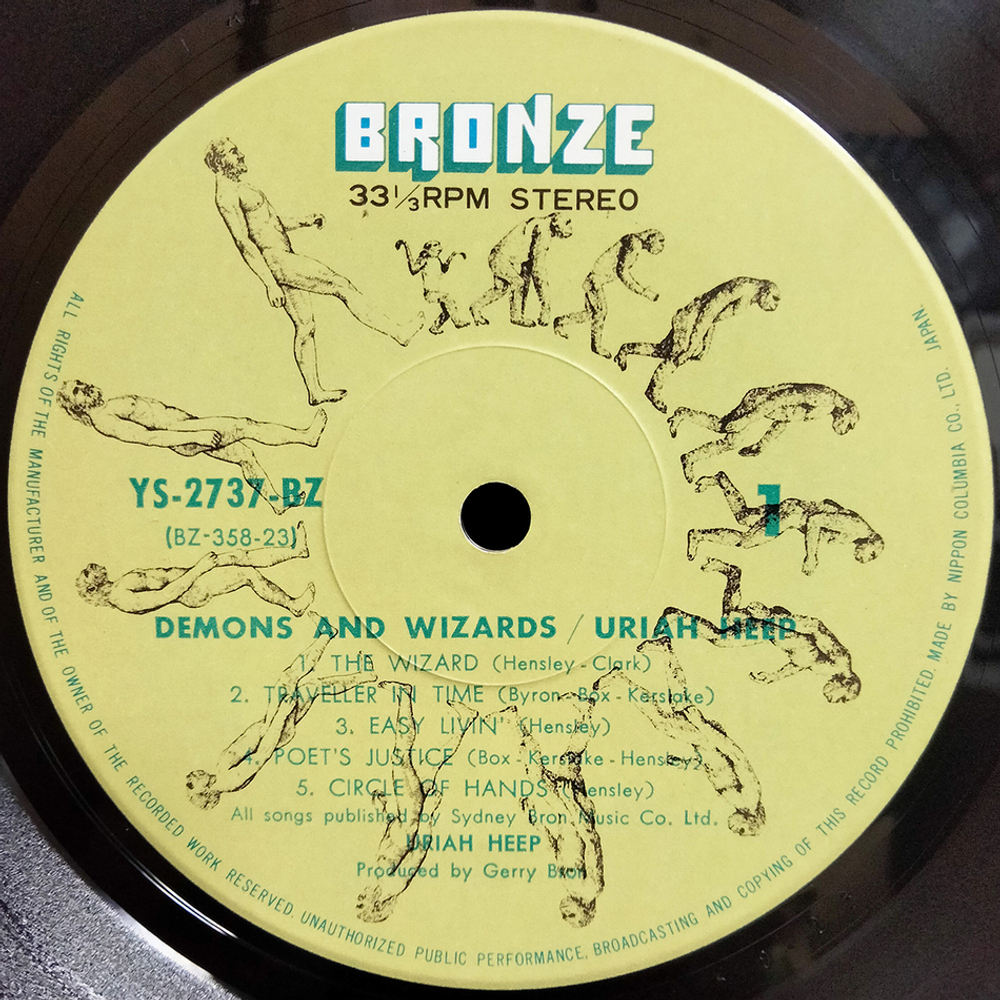 BRONZE
33⅓RPM STEREO
YS-2737-BZ
(BZ-358-23)
1
DEMONS AND WIZARDS / URIAH HEEP
1. THE WIZARD (Hensley-Clark)
2. TRAVELLER IN TIME (Byron-Box-Kerslake)
3. EASY LIVIN' (Hensley)
4. POET'S JUSTICE (Box-Kerslake-Hensley)
5. CIRCLE OF HANDS (Hensley)
All songs published by Sydney Bron Music Co. Ltd.
URIAH HEEP
Produced by Gerry Bron
ALL RIGHTS OF THE MANUFACTURER AND OF THE OWNER OF THE RECORDED WORK RESERVED. UNAUTHORIZED PUBLIC PERFORMANCE, BROADCASTING AND COPYING OF THIS RECORD PROHIBITED. MADE BY NIPPON COLUMBIA CO., LTD. JAPAN.